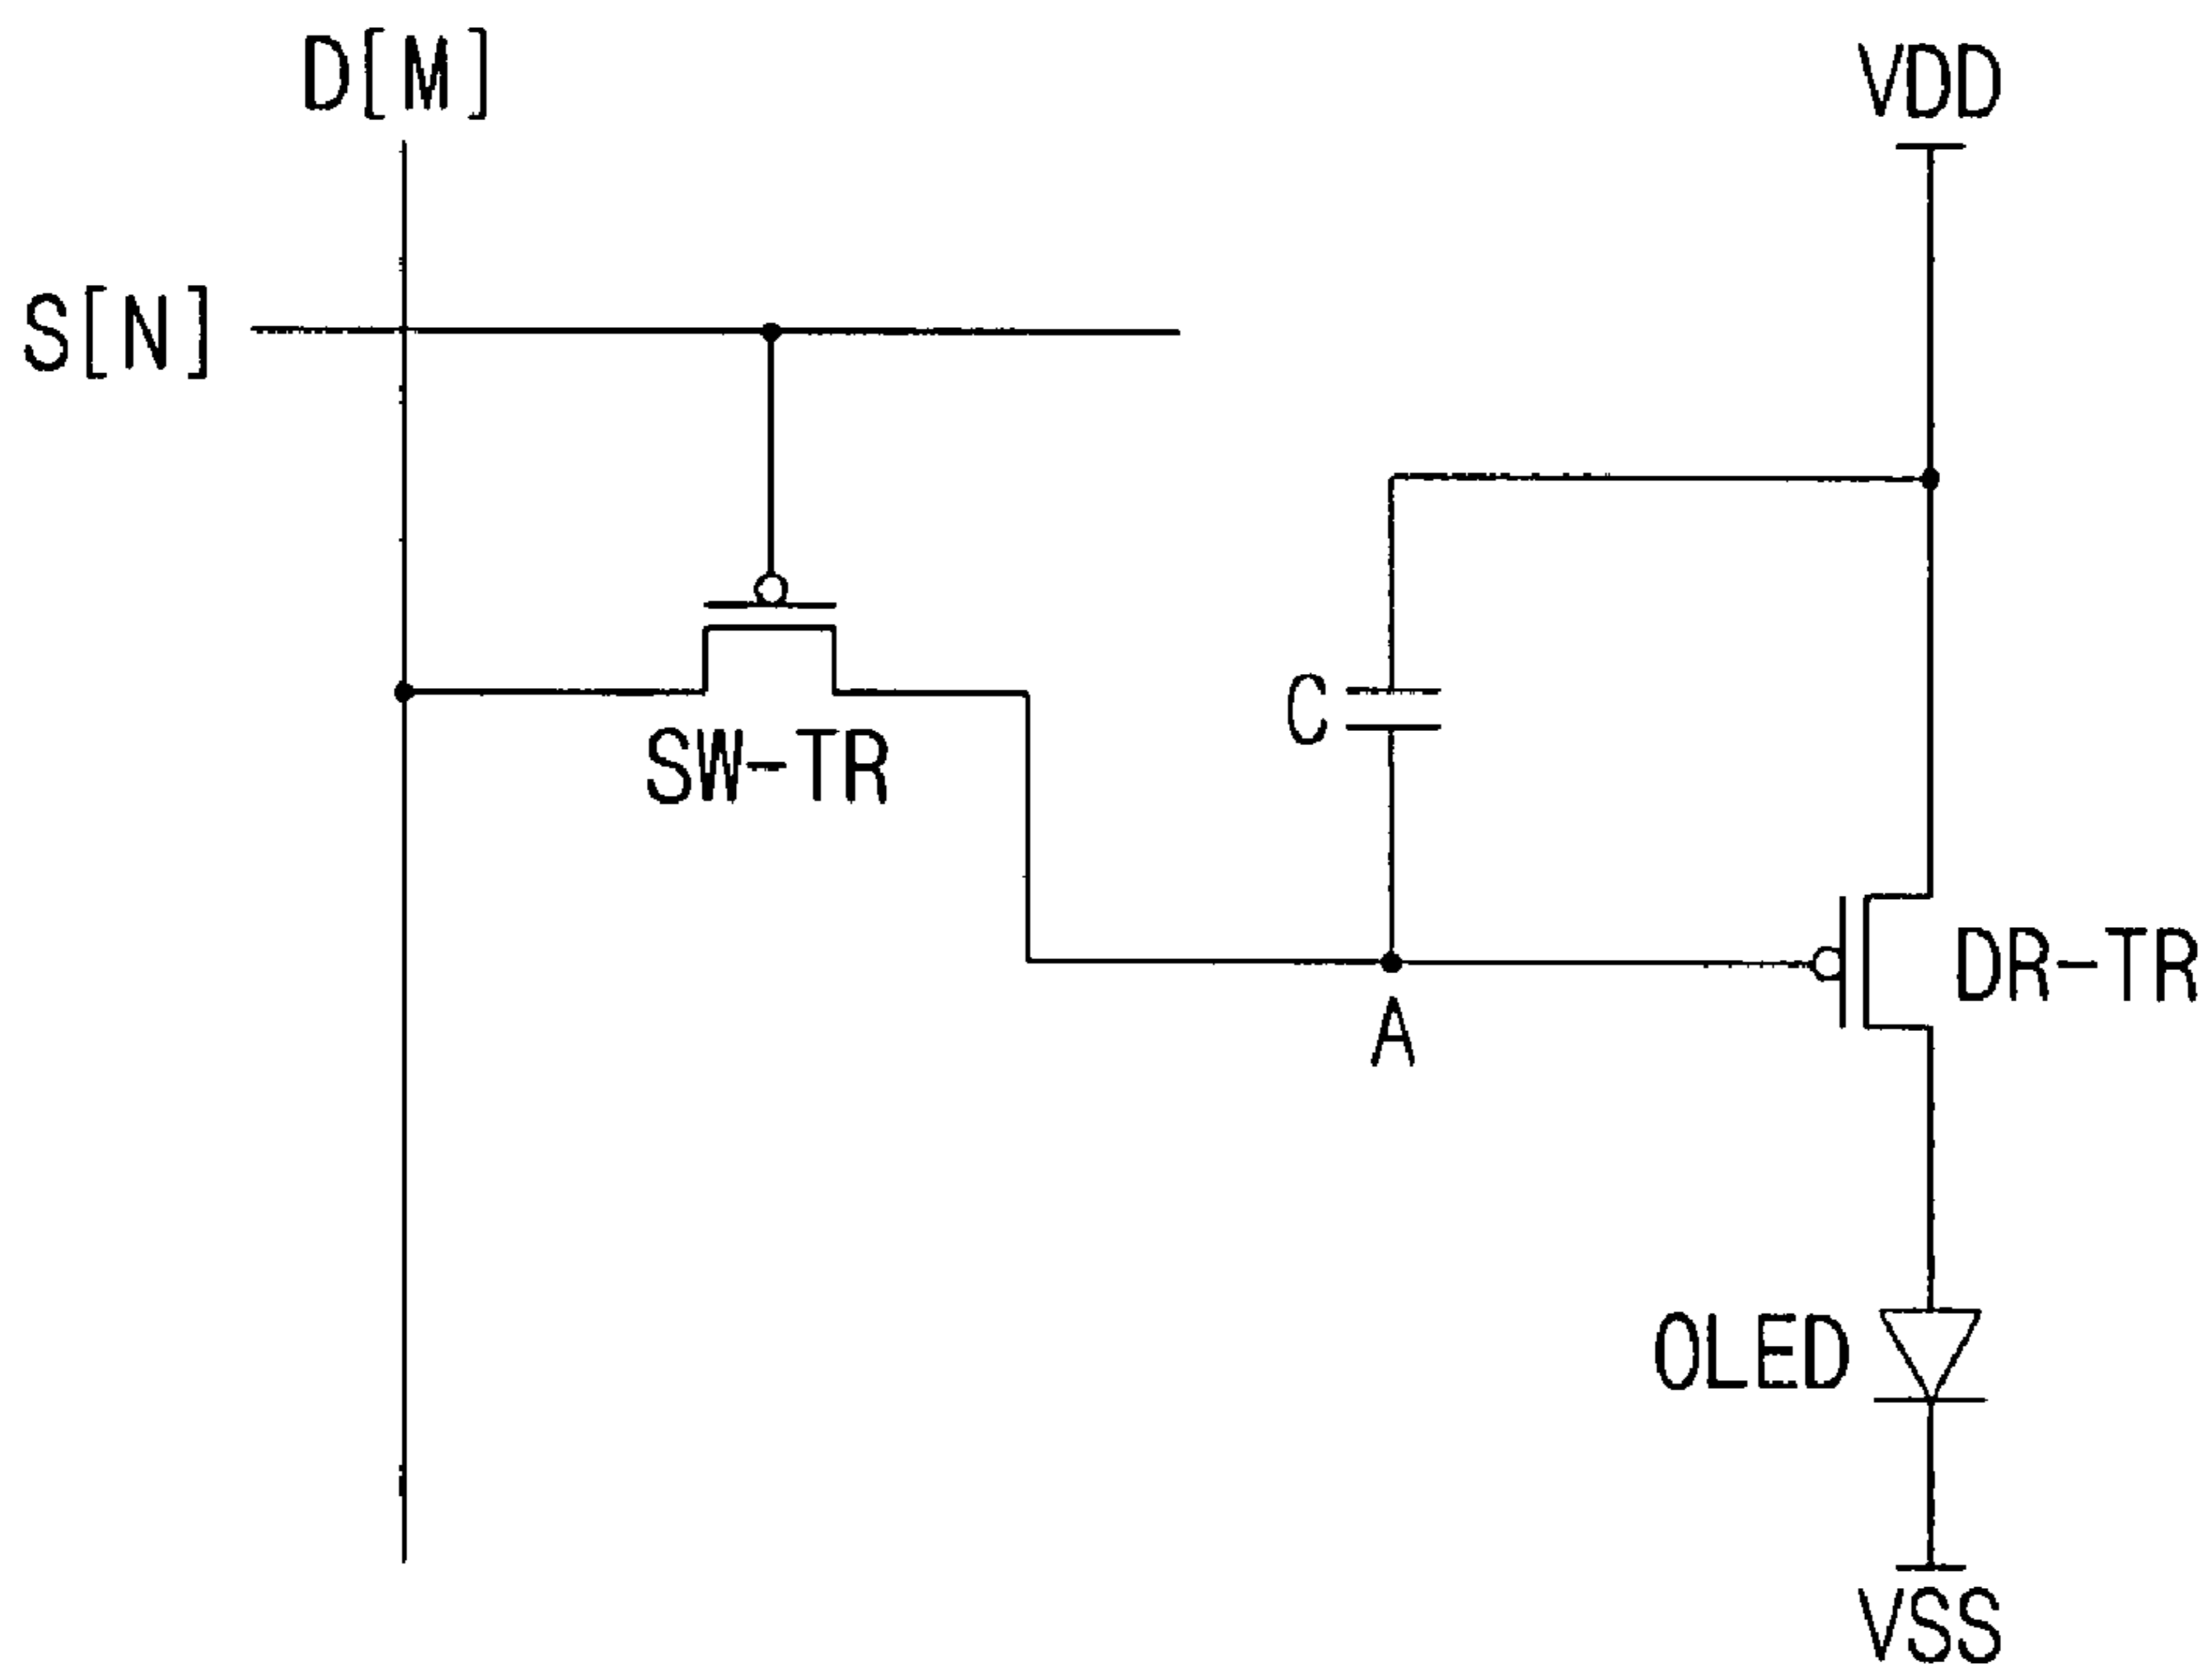 D[M]
VDD
S[N]
C
SW-TR
DR-TR
A
OLED
VSS